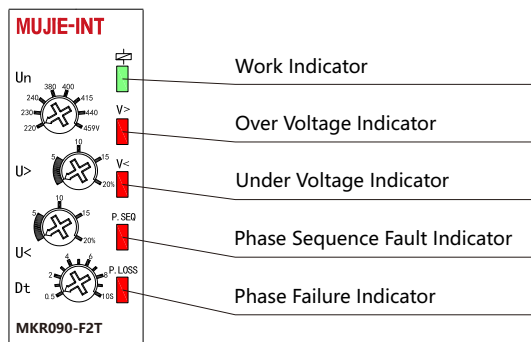 MUJIE-INT
Work Indicator
Un
380 400
240 415
230 440
220 459V
V>
Over Voltage Indicator
10
5 15
20%
U>
V<
Under Voltage Indicator
10
5 15
20%
P.SEQ
Phase Sequence Fault Indicator
U<
4 6
2 8
0.5 10S
P.LOSS
Dt
Phase Failure Indicator
MKR090-F2T